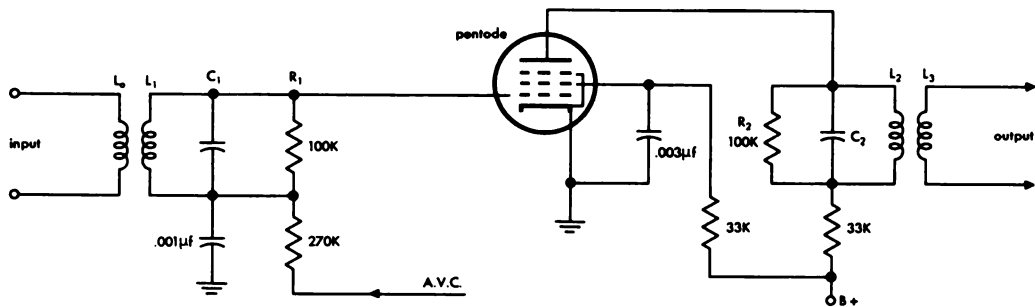 pentode
L₀
L₁
C₁
R₁
input
100K
.001μf
270K
A.V.C.
.003μf
R₂
100K
C₂
L₂
L₃
output
33K
33K
B +